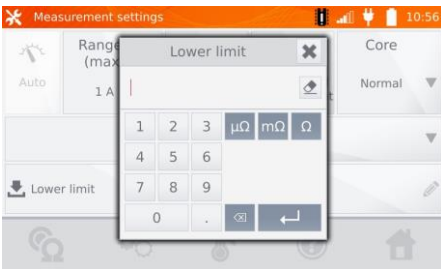 Measurement settings
10:56
Range
(max
Lower limit
Core
Auto
1 A
Normal
1 2 3 μΩ mΩ Ω
4 5 6
7 8 9
Lower limit
0 .